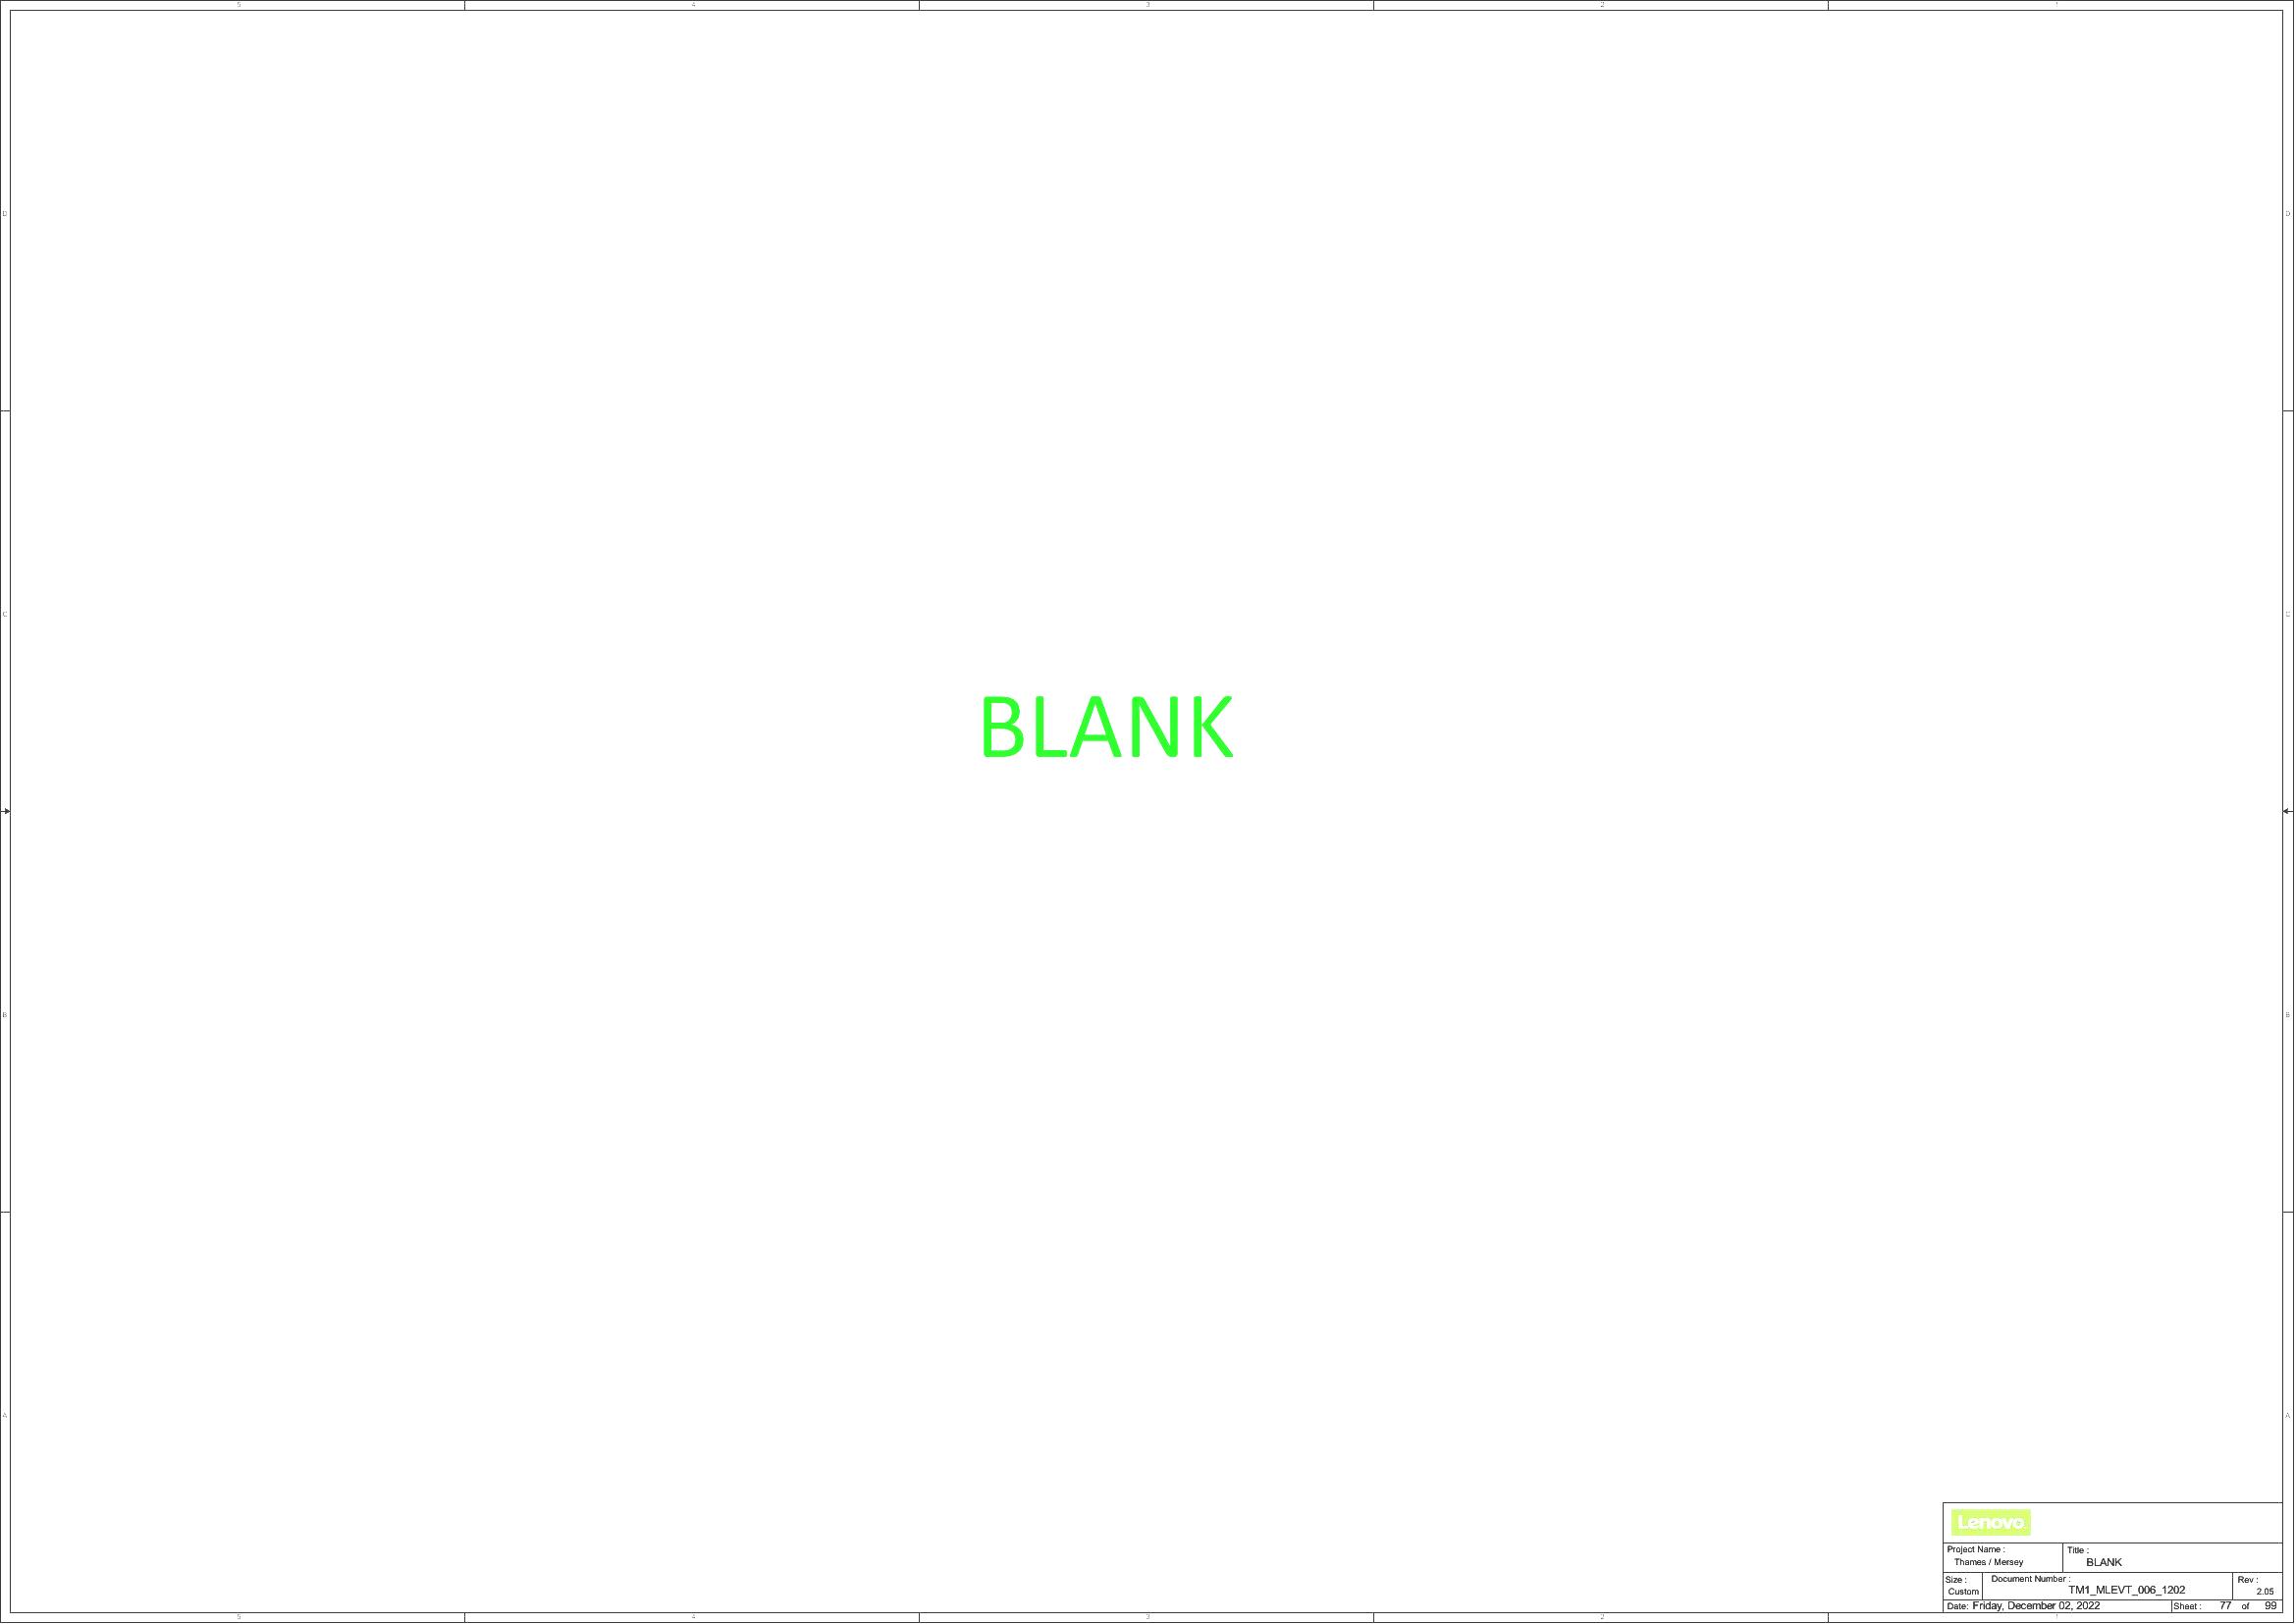 5 4 3 2 1
D D
C C
BLANK
B B
A A
Lenovo
Project Name : Title :
Thames / Mersey BLANK
Size : Document Number : Rev :
Custom TM1_MLEVT_006_1202 2.05
Date: Friday, December 02, 2022 Sheet : 77 of 99
5 4 3 2 1